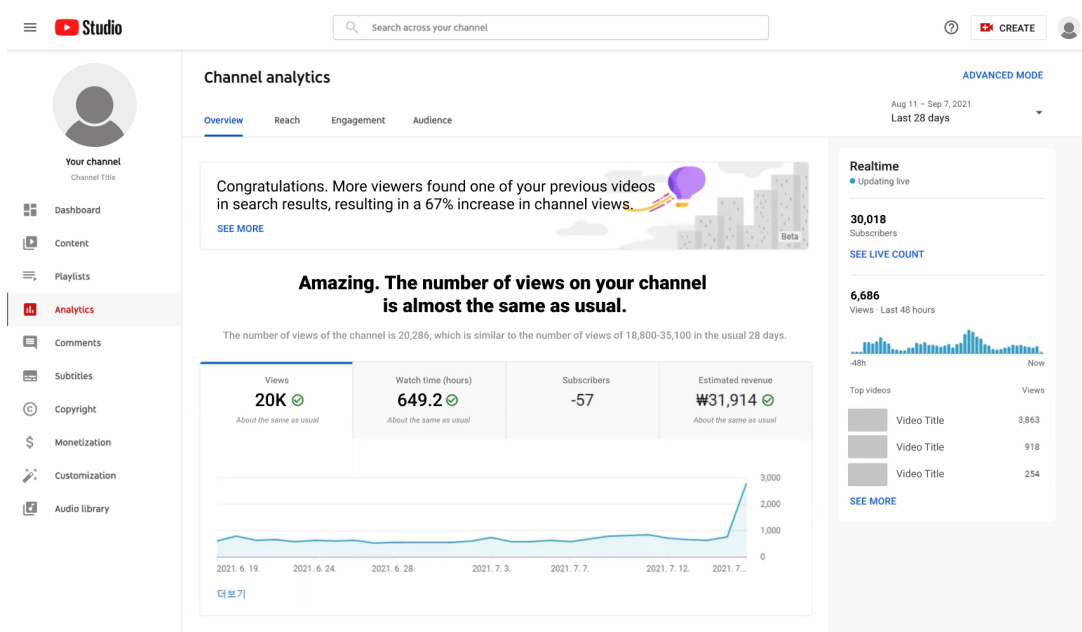 Studio
Search across your channel
CREATE
Your channel
Channel Title
Dashboard
Content
Playlists
Analytics
Comments
Subtitles
Copyright
Monetization
Customization
Audio library
Channel analytics
ADVANCED MODE
Overview
Reach
Engagement
Audience
Aug 11 – Sep 7, 2021
Last 28 days
Congratulations. More viewers found one of your previous videos
in search results, resulting in a 67% increase in channel views.
SEE MORE
Beta
Amazing. The number of views on your channel
is almost the same as usual.
The number of views of the channel is 20,286, which is similar to the number of views of 18,800-35,100 in the usual 28 days.
Views
20K
About the same as usual
Watch time (hours)
649.2
About the same as usual
Subscribers
-57
Estimated revenue
₩31,914
About the same as usual
3,000
2,000
1,000
0
2021. 6. 19.
2021. 6. 24.
2021. 6. 28.
2021. 7. 3.
2021. 7. 7.
2021. 7. 12.
2021. 7...
더보기
Realtime
Updating live
30,018
Subscribers
SEE LIVE COUNT
6,686
Views · Last 48 hours
-48h
Now
Top videos
Views
Video Title
3,863
Video Title
918
Video Title
254
SEE MORE